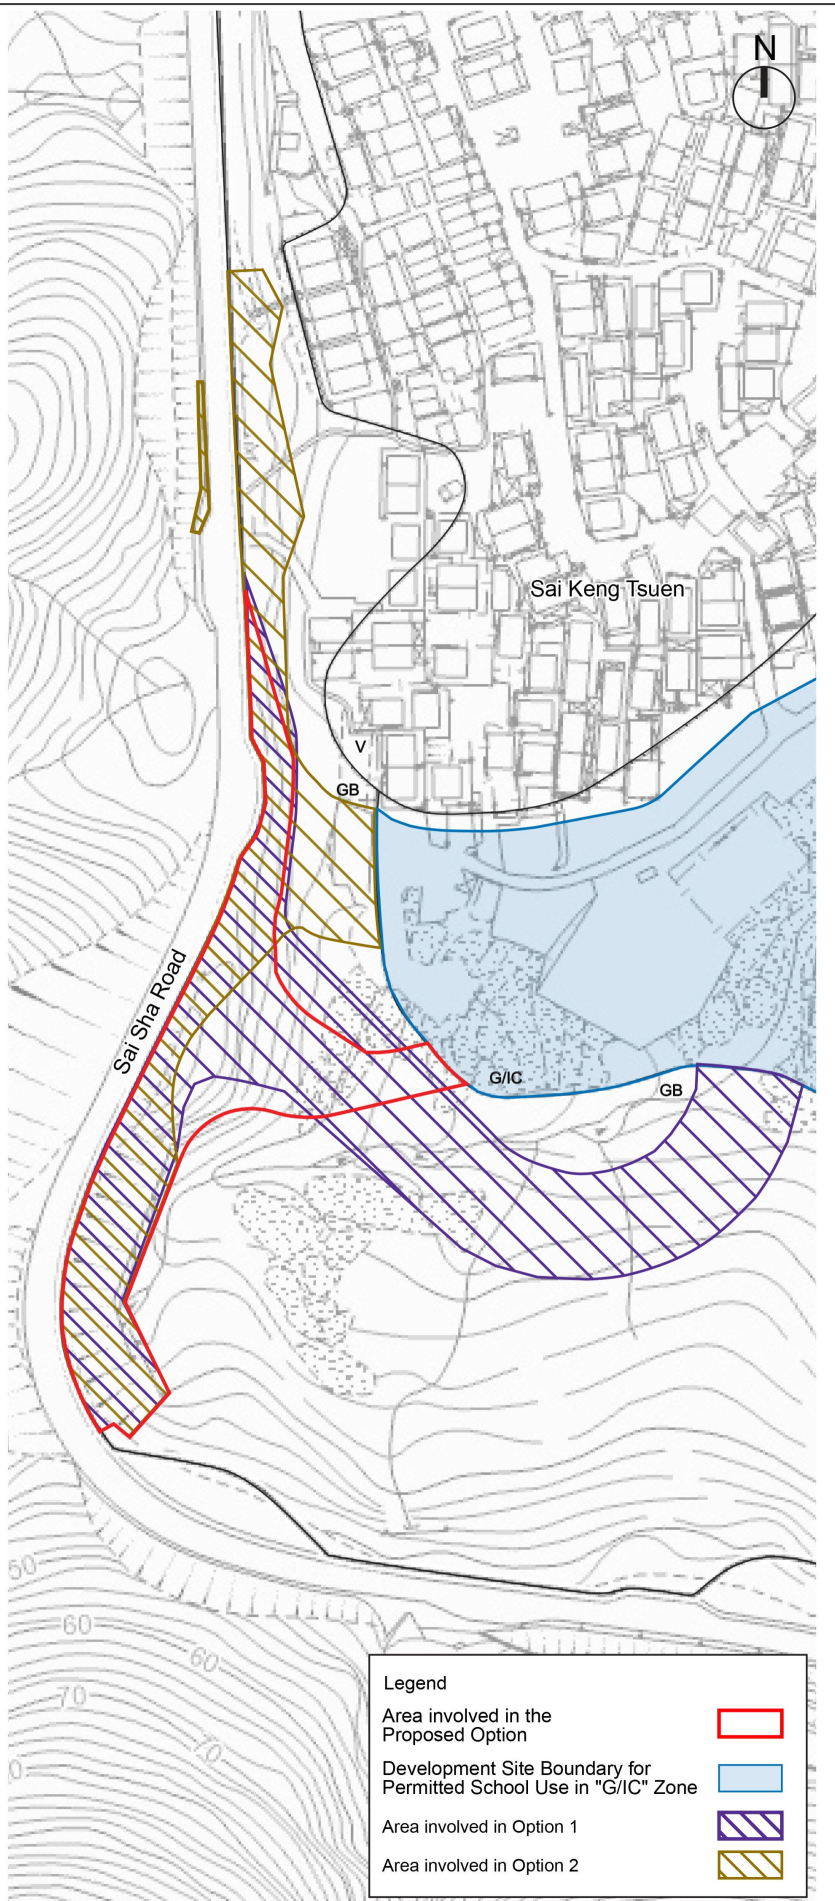 N
Sai Keng Tsuen
V
GB
Sai Sha Road
G/IC
GB
50
60
60
70
70
Legend
Area involved in the
Proposed Option
Development Site Boundary for
Permitted School Use in "G/IC" Zone
Area involved in Option 1
Area involved in Option 2